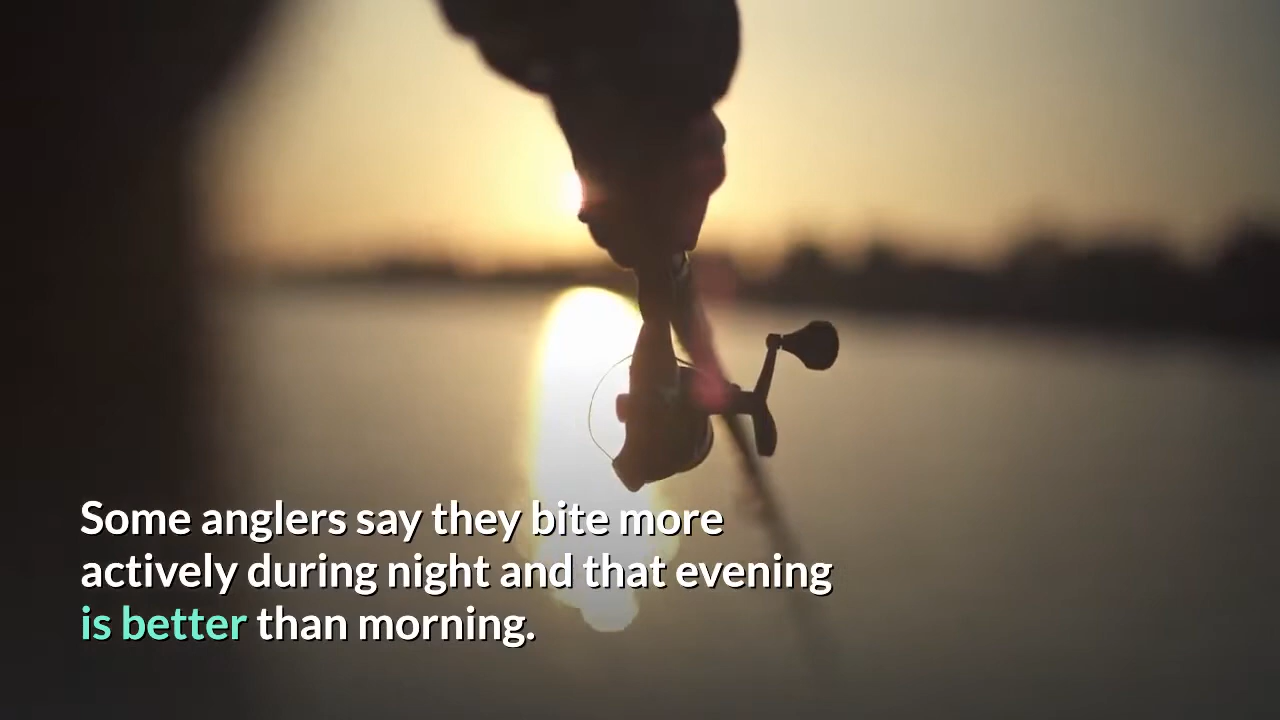 Some anglers say they bite more
actively during night and that evening
is better than morning.